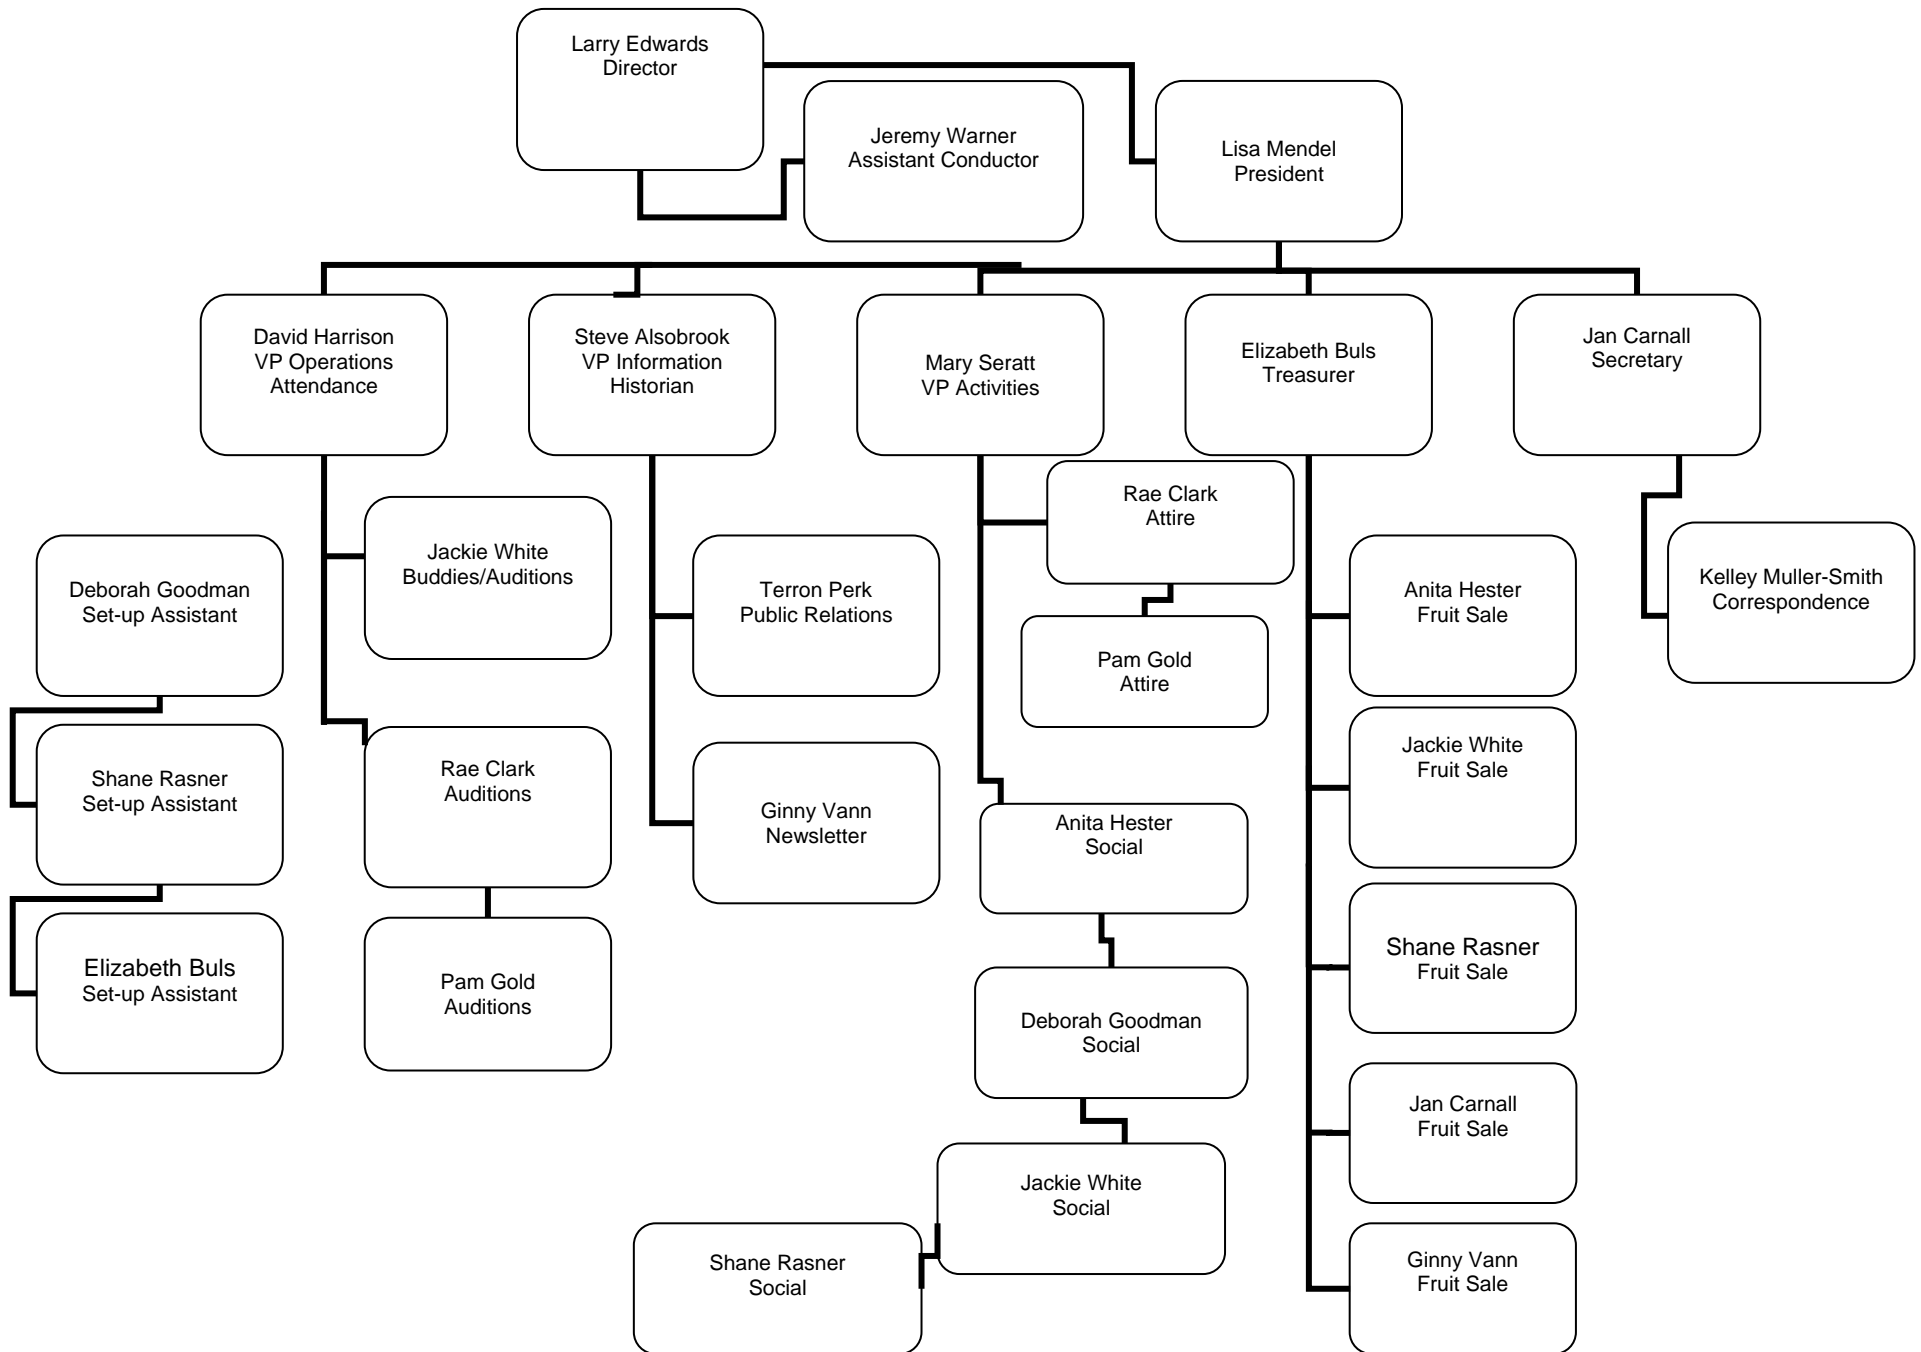 Larry Edwards
Director
Jeremy Warner
Assistant Conductor
Lisa Mendel
President
David Harrison
VP Operations
Attendance
Steve Alsobrook
VP Information
Historian
Mary Seratt
VP Activities
Elizabeth Buls
Treasurer
Jan Carnall
Secretary
Deborah Goodman
Set-up Assistant
Shane Rasner
Set-up Assistant
Elizabeth Buls
Set-up Assistant
Jackie White
Buddies/Auditions
Rae Clark
Auditions
Pam Gold
Auditions
Terron Perk
Public Relations
Ginny Vann
Newsletter
Rae Clark
Attire
Pam Gold
Attire
Anita Hester
Social
Deborah Goodman
Social
Jackie White
Social
Shane Rasner
Social
Anita Hester
Fruit Sale
Jackie White
Fruit Sale
Shane Rasner
Fruit Sale
Jan Carnall
Fruit Sale
Ginny Vann
Fruit Sale
Kelley Muller-Smith
Correspondence